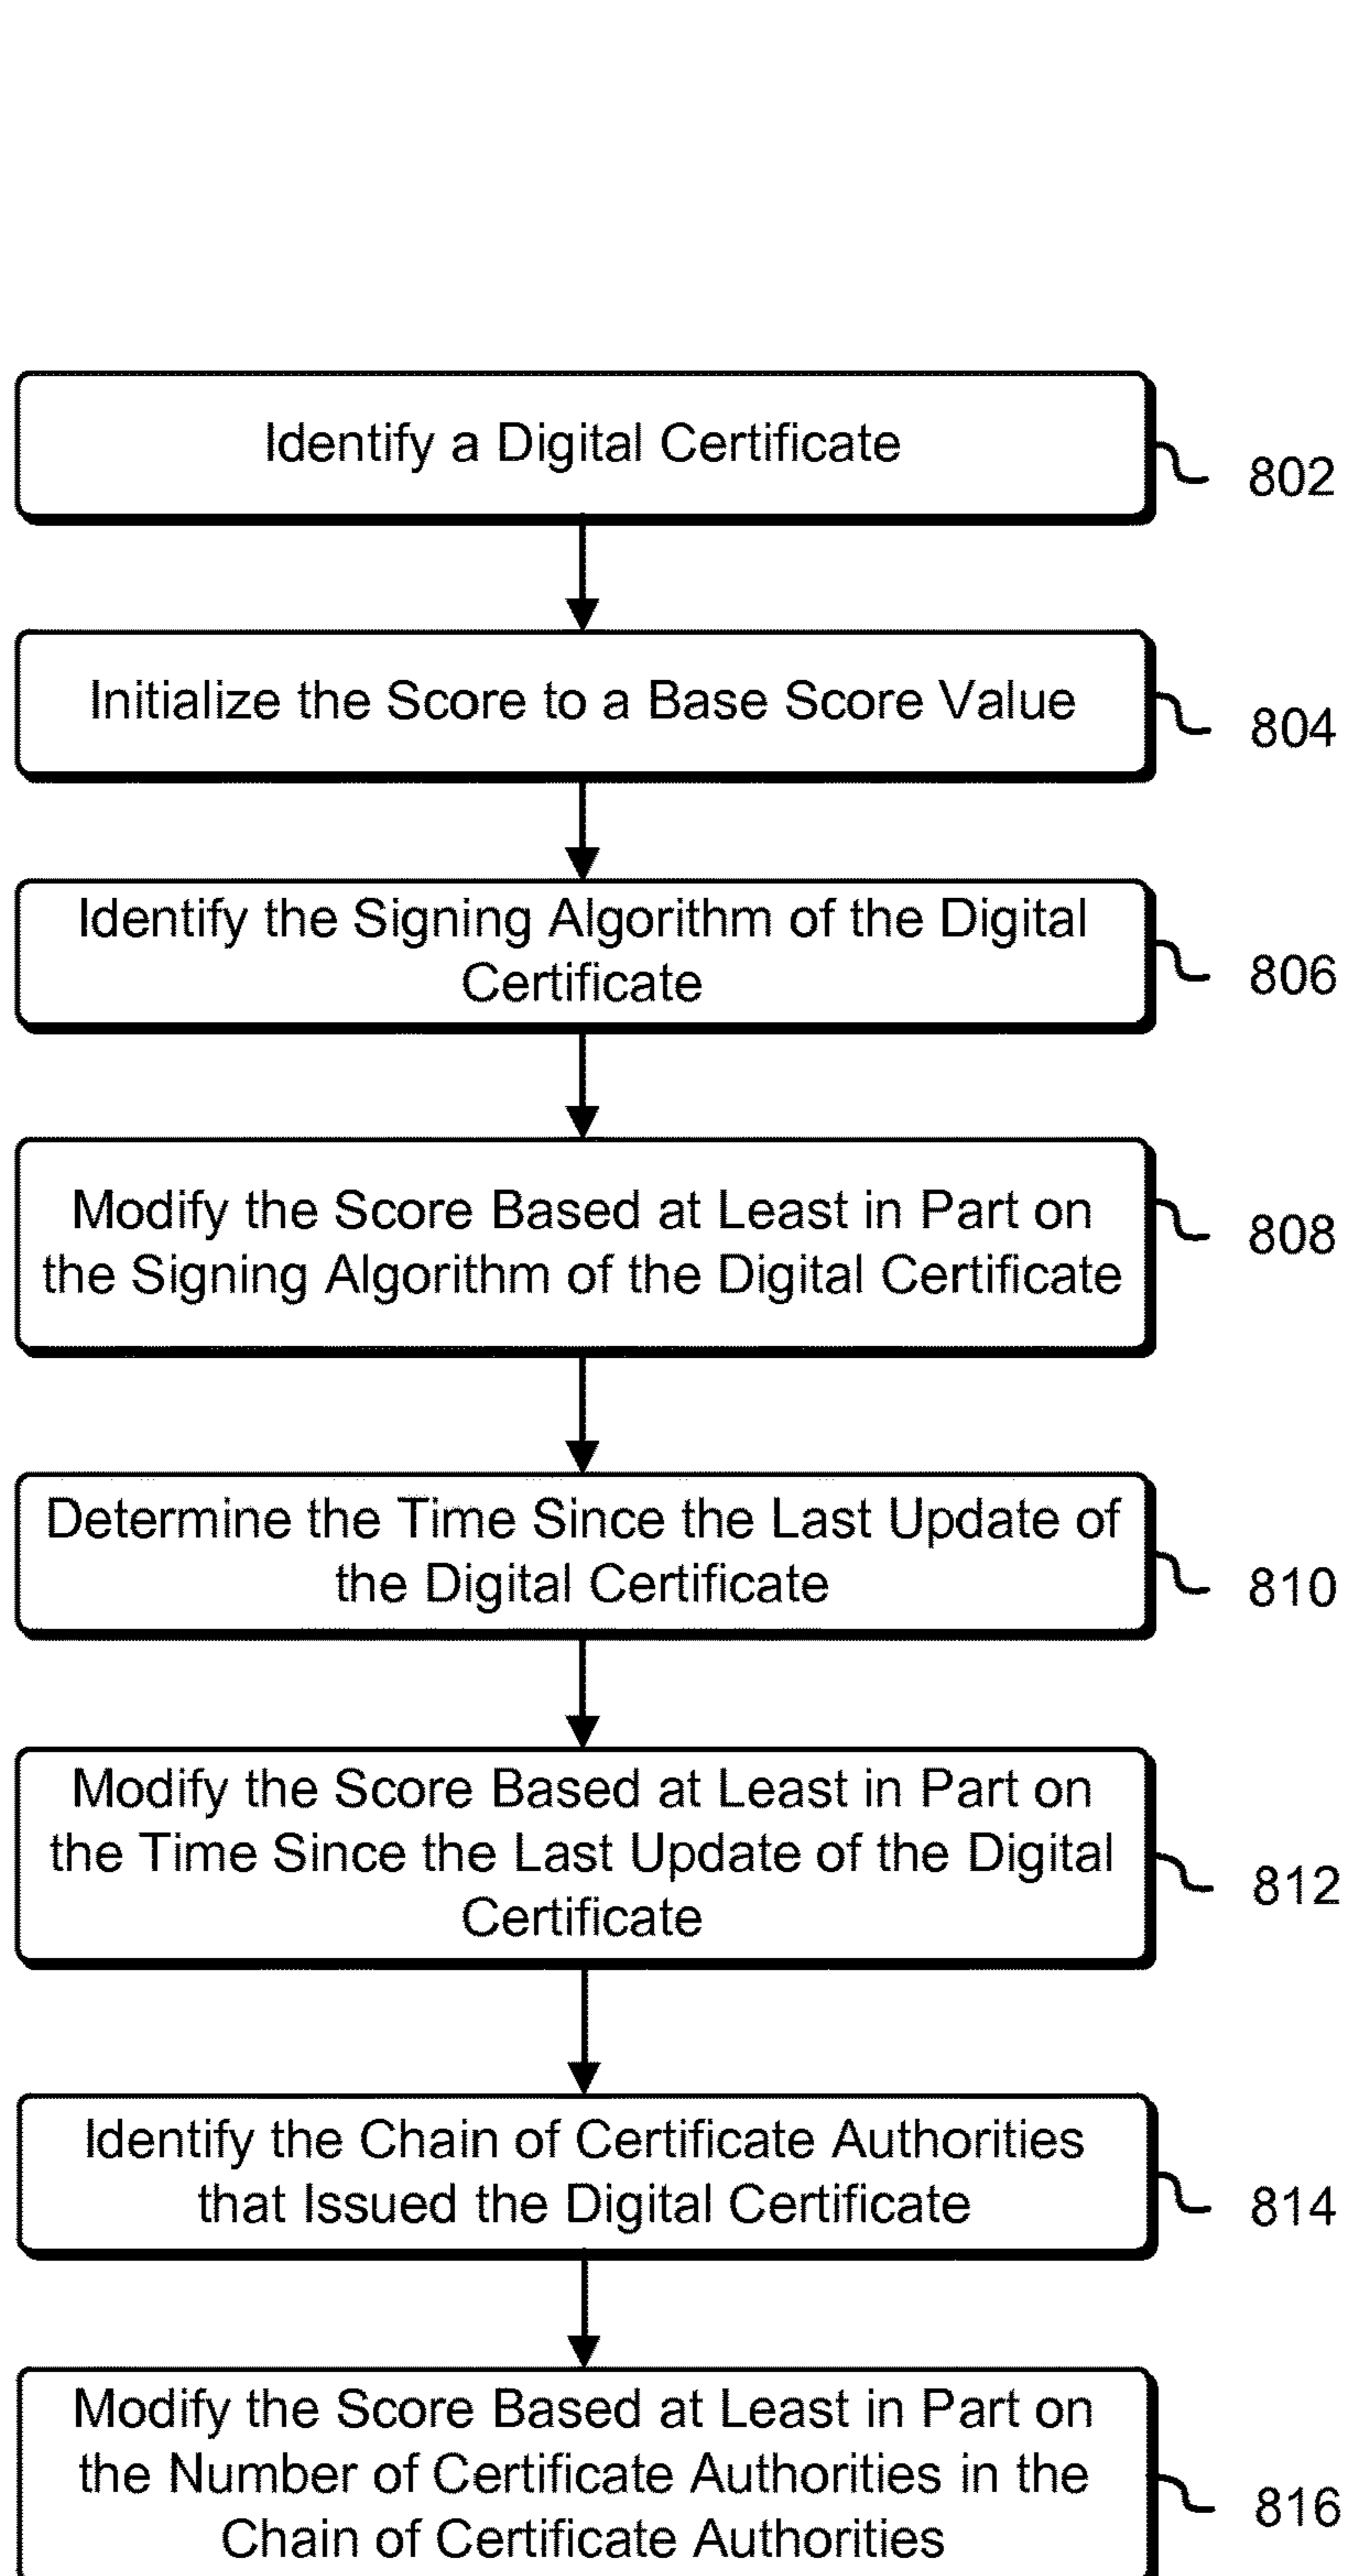 Identify a Digital Certificate
802
Initialize the Score to a Base Score Value
804
Identify the Signing Algorithm of the Digital
Certificate
806
Modify the Score Based at Least in Part on
the Signing Algorithm of the Digital Certificate
808
Determine the Time Since the Last Update of
the Digital Certificate
810
Modify the Score Based at Least in Part on
the Time Since the Last Update of the Digital
Certificate
812
Identify the Chain of Certificate Authorities
that Issued the Digital Certificate
814
Modify the Score Based at Least in Part on
the Number of Certificate Authorities in the
Chain of Certificate Authorities
816